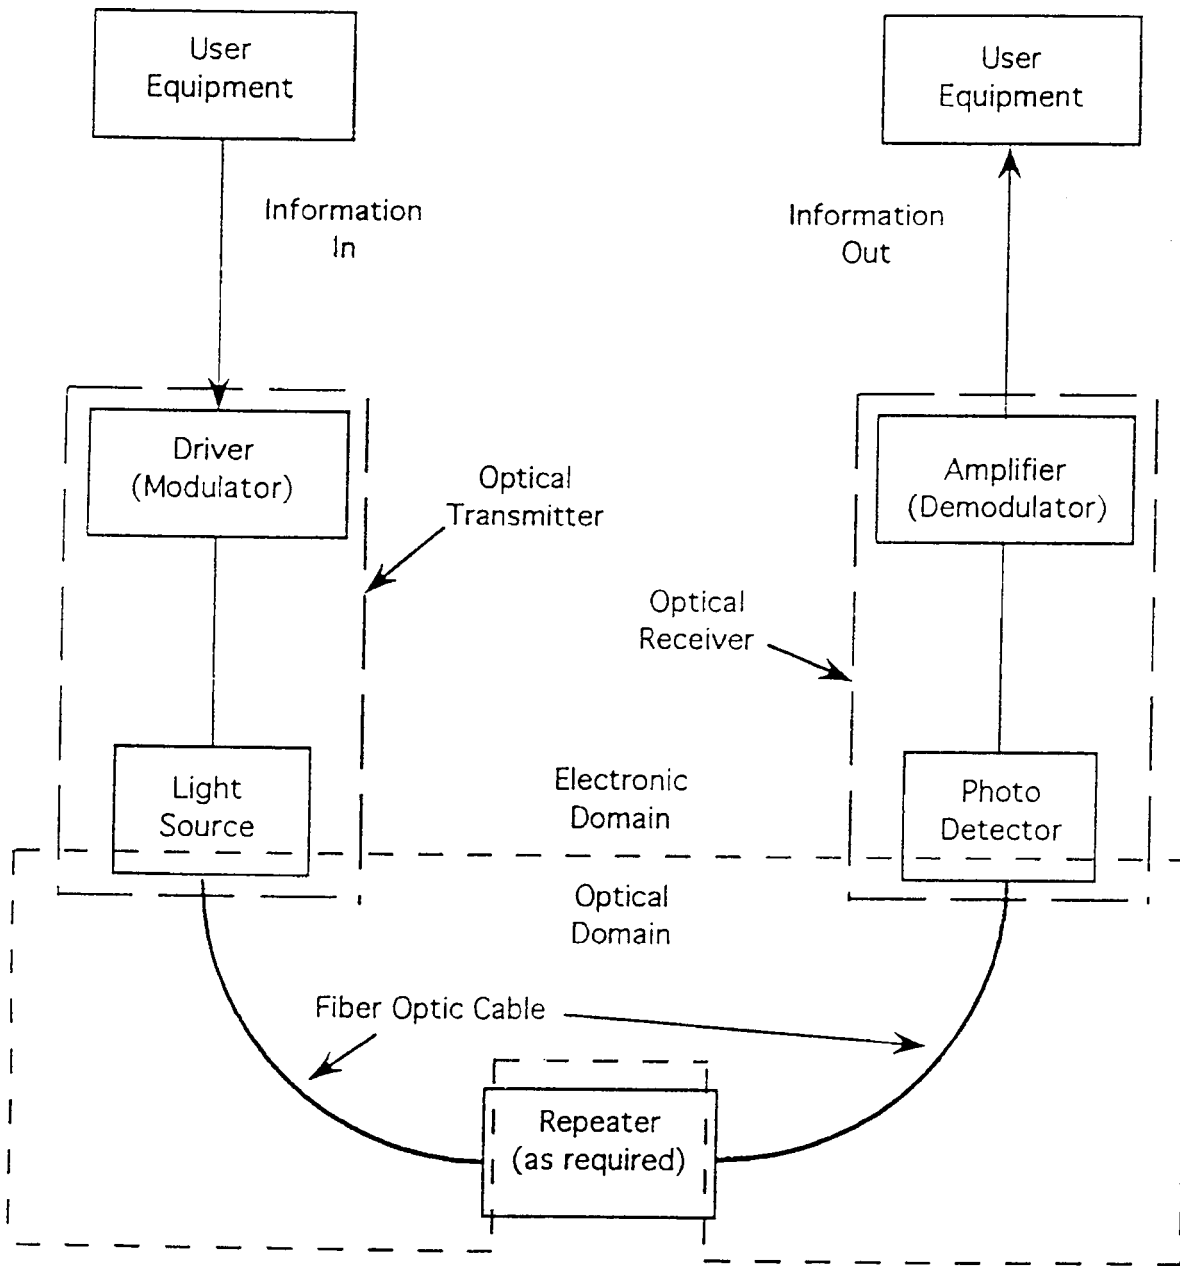 User
Equipment
User
Equipment
Information
In
Information
Out
Driver
(Modulator)
Optical
Transmitter
Amplifier
(Demodulator)
Optical
Receiver
Light
Source
Electronic
Domain
Photo
Detector
Optical
Domain
Fiber Optic Cable
Repeater
(as required)